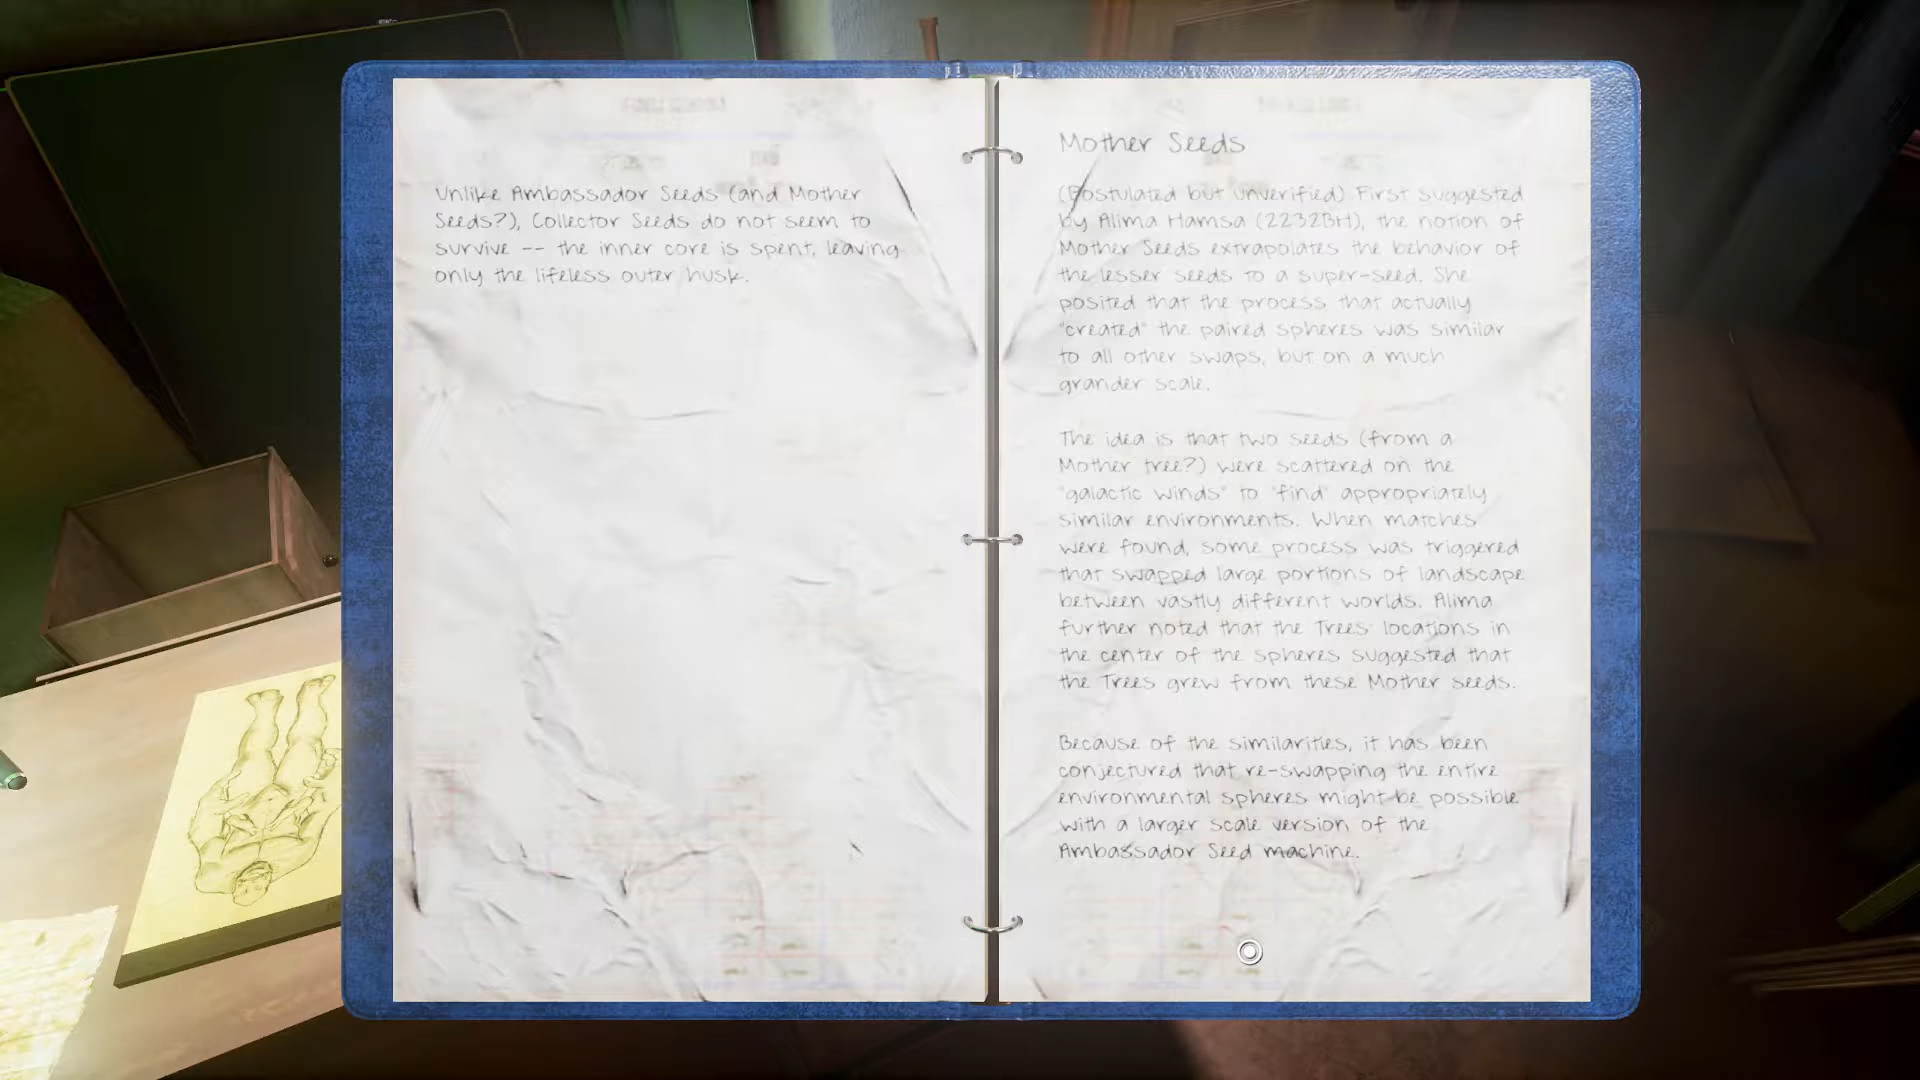 Unlike Ambassador Seeds (and Mother
Seeds?), Collector Seeds do not seem to
survive -- the inner core is spent, leaving
only the lifeless outer husk.
Mother Seeds
(Postulated but unverified) First suggested
by Alima Hamsa (2232BH), the notion of
Mother Seeds extrapolates the behavior of
the lesser seeds to a super-seed. She
posited that the process that actually
"created" the paired spheres was similar
to all other swaps, but on a much
grander scale.
The idea is that two seeds (from a
Mother tree?) were scattered on the
"galactic winds" to "find" appropriately
similar environments. When matches
were found, some process was triggered
that swapped large portions of landscape
between vastly different worlds. Alima
further noted that the Trees' locations in
the center of the spheres suggested that
the Trees grew from these Mother seeds.
Because of the similarities, it has been
conjectured that re-swapping the entire
environmental spheres might be possible
with a larger scale version of the
Ambassador Seed machine.